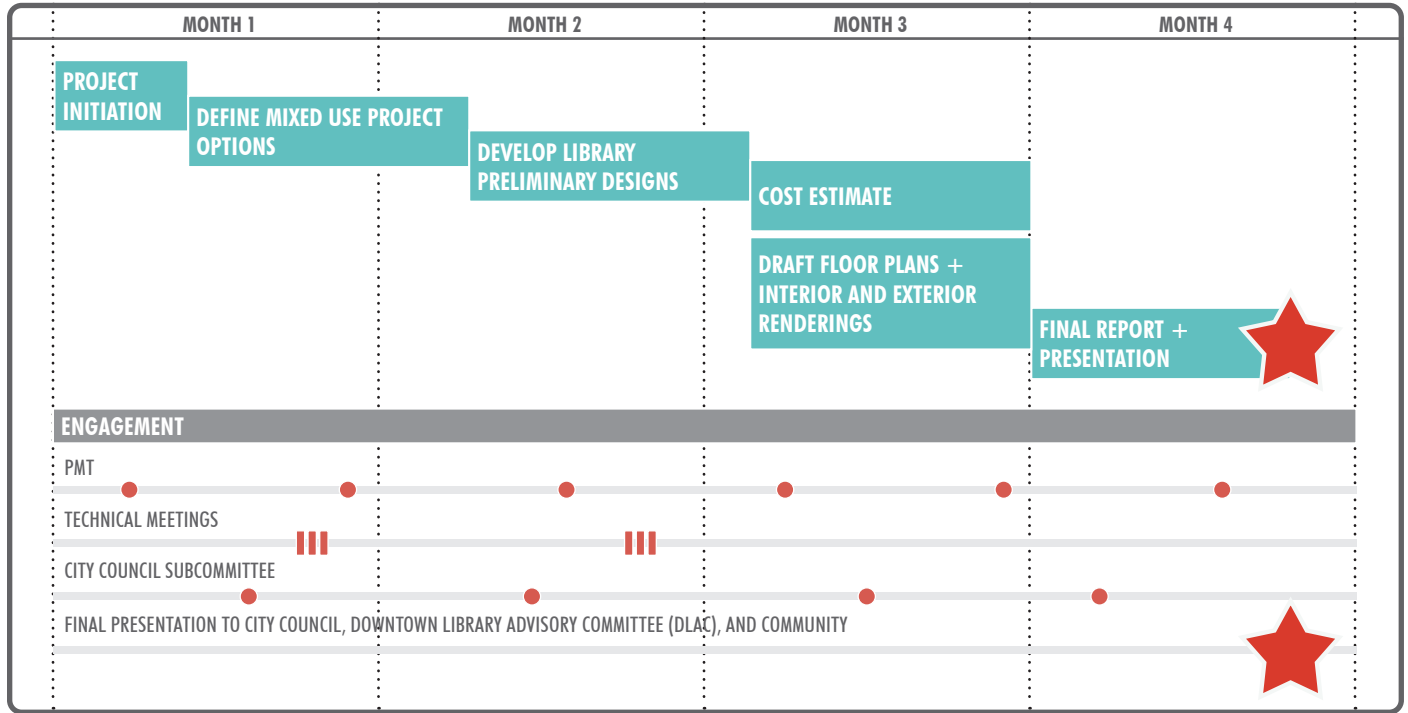 MONTH 1
MONTH 2
MONTH 3
MONTH 4
PROJECT
INITIATION
DEFINE MIXED USE PROJECT
OPTIONS
DEVELOP LIBRARY
PRELIMINARY DESIGNS
COST ESTIMATE
DRAFT FLOOR PLANS +
INTERIOR AND EXTERIOR
RENDERINGS
FINAL REPORT +
PRESENTATION
ENGAGEMENT
PMT
TECHNICAL MEETINGS
CITY COUNCIL SUBCOMMITTEE
FINAL PRESENTATION TO CITY COUNCIL, DOWNTOWN LIBRARY ADVISORY COMMITTEE (DLAC), AND COMMUNITY